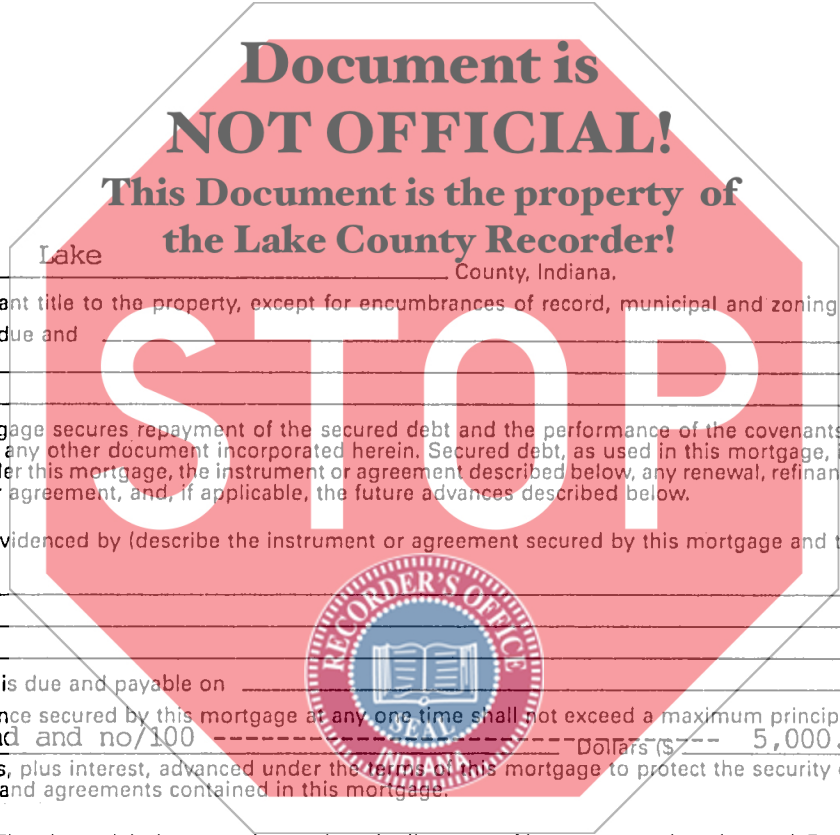 Document is
NOT OFFICIAL!
This Document is the property of
the Lake County Recorder!
Lake
County, Indiana.
ant title to the property, except for encumbrances of record, municipal and zoning
due and
STOP
gage secures repayment of the secured debt and the performance of the covenants
any other document incorporated herein. Secured debt, as used in this mortgage, i
er this mortgage, the instrument or agreement described below, any renewal, refinan
agreement, and, if applicable, the future advances described below.
videnced by (describe the instrument or agreement secured by this mortgage and t
RECORDER'S OFFICE
SEAL
INDIANA
is due and payable on
nce secured by this mortgage at any one time shall not exceed a maximum princip
d and no/100 ---------------------------------- Dollars ($ --- 5,000.
s, plus interest, advanced under the terms of this mortgage to protect the security
and agreements contained in this mortgage.